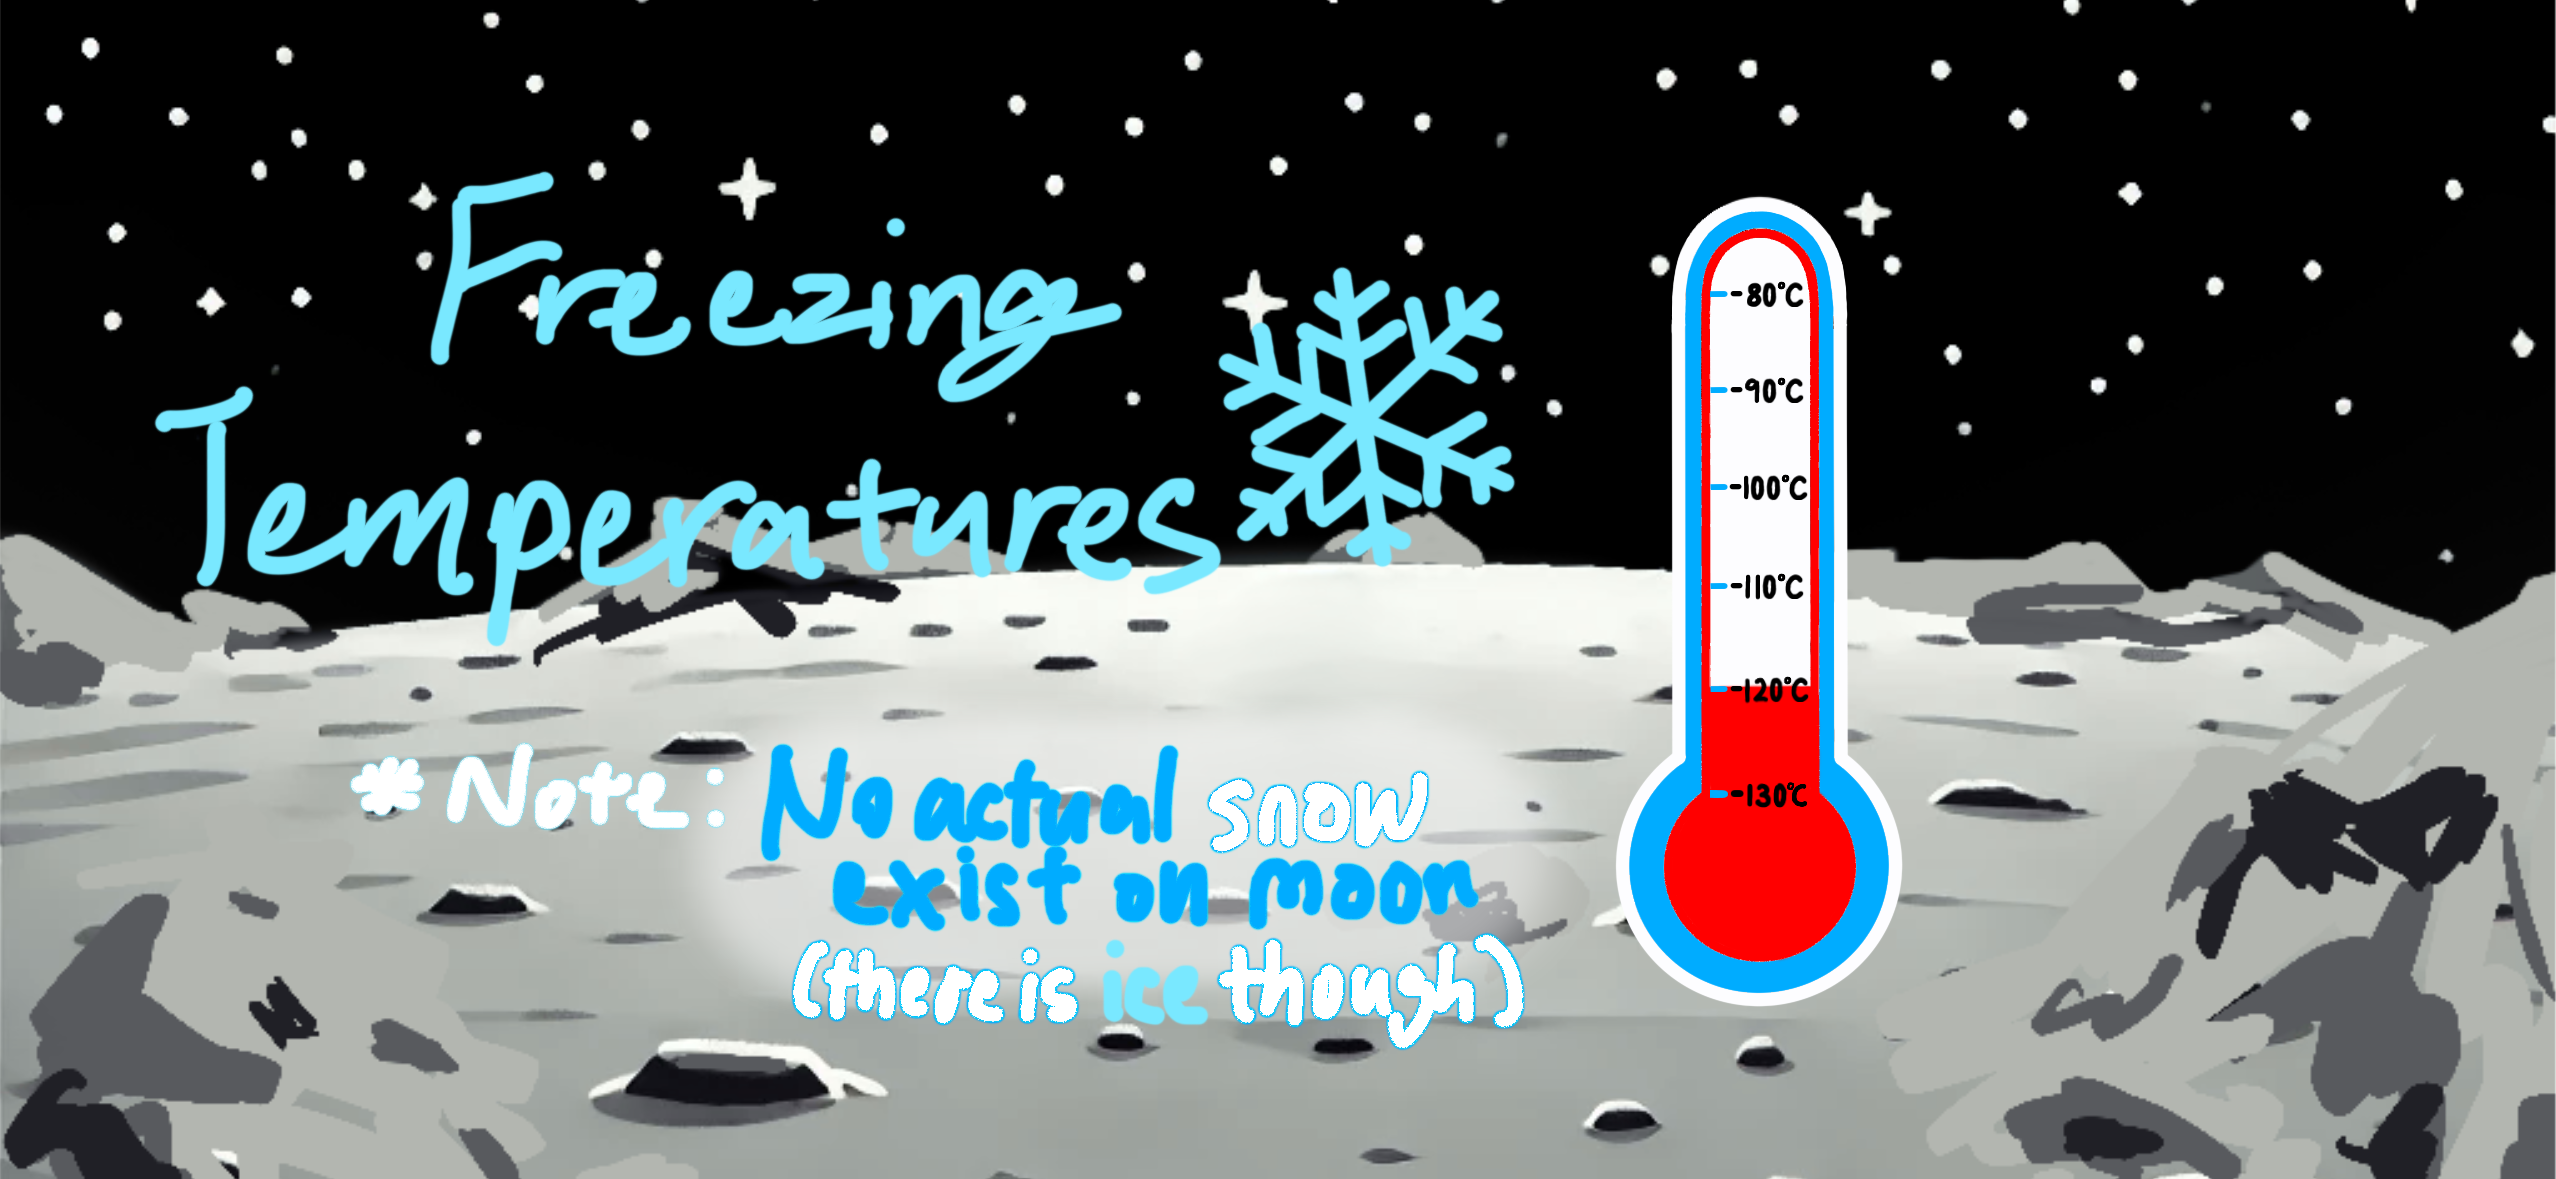 Freezing
Temperatures
* Note: No actual snow
exist on moon
(there is ice though)
-80°C
-90°C
-100°C
-110°C
-120°C
-130°C